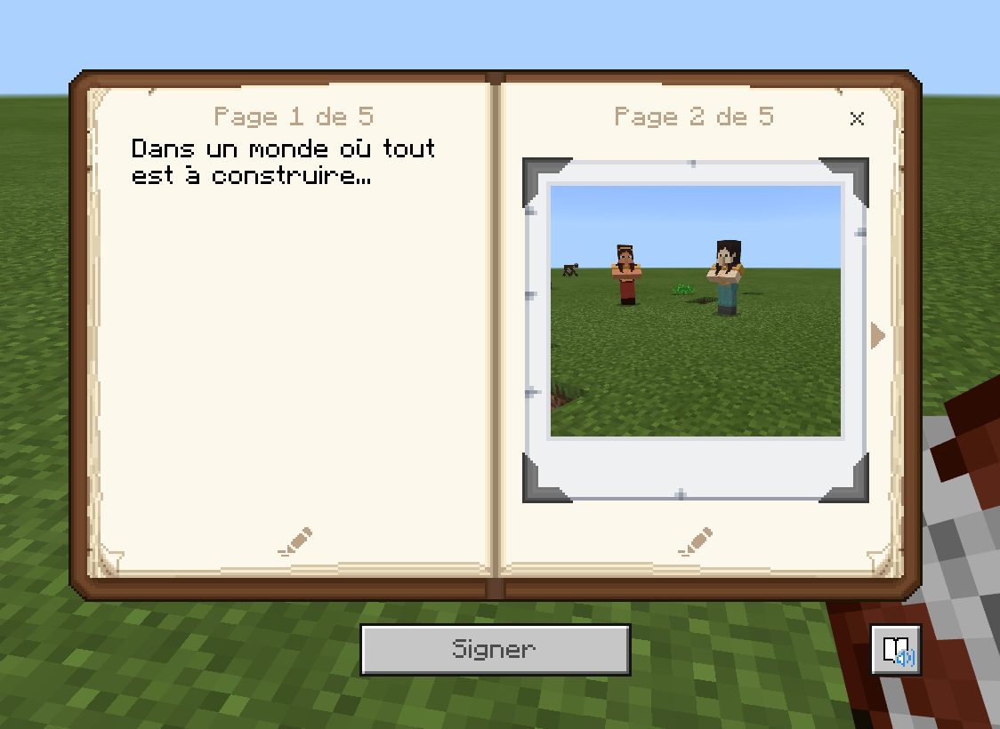 Page 1 de 5
Dans un monde où tout
est à construire...
Page 2 de 5
Signer